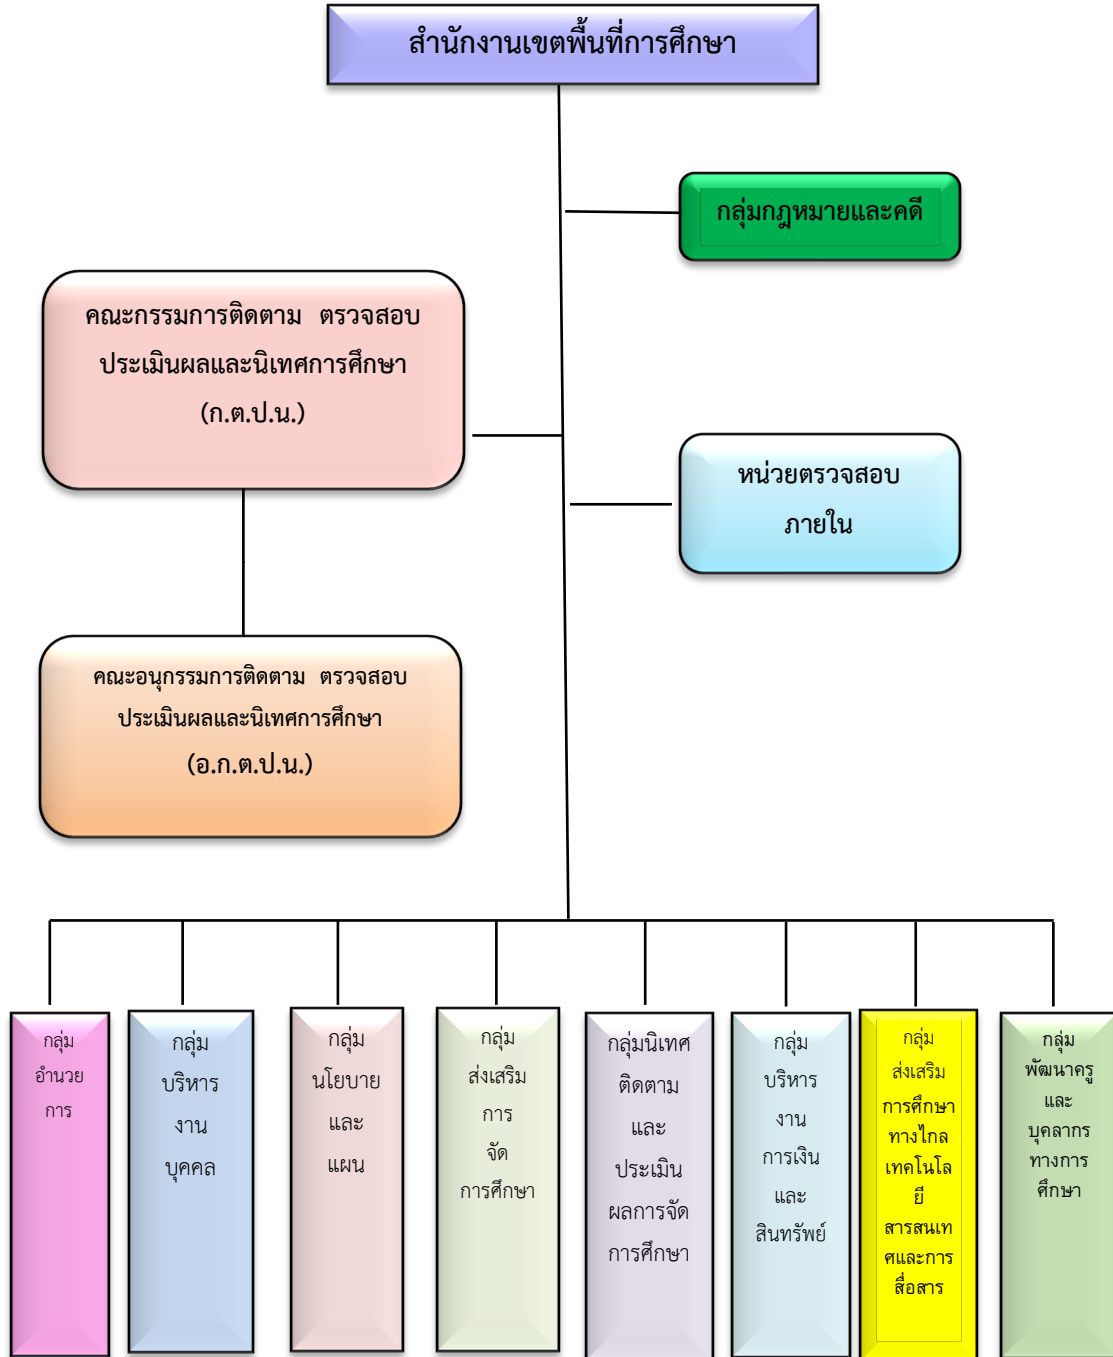 สำนักงานเขตพื้นที่การศึกษา
กลุ่มกฎหมายและคดี
คณะกรรมการติดตาม ตรวจสอบ
ประเมินผลและนิเทศการศึกษา
(ก.ต.ป.น.)
หน่วยตรวจสอบ
ภายใน
คณะอนุกรรมการติดตาม ตรวจสอบ
ประเมินผลและนิเทศการศึกษา
(อ.ก.ต.ป.น.)
กลุ่ม
อำนวย
การ
กลุ่ม
บริหาร
งาน
บุคคล
กลุ่ม
นโยบาย
และ
แผน
กลุ่ม
ส่งเสริม
การ
จัด
การศึกษา
กลุ่มนิเทศ
ติดตาม
และ
ประเมิน
ผลการจัด
การศึกษา
กลุ่ม
บริหาร
งาน
การเงิน
และ
สินทรัพย์
กลุ่ม
ส่งเสริม
การศึกษา
ทางไกล
เทคโนโล
ยี
สารสนเท
ศและการ
สื่อสาร
กลุ่ม
พัฒนาครู
และ
บุคลากร
ทางการ
ศึกษา